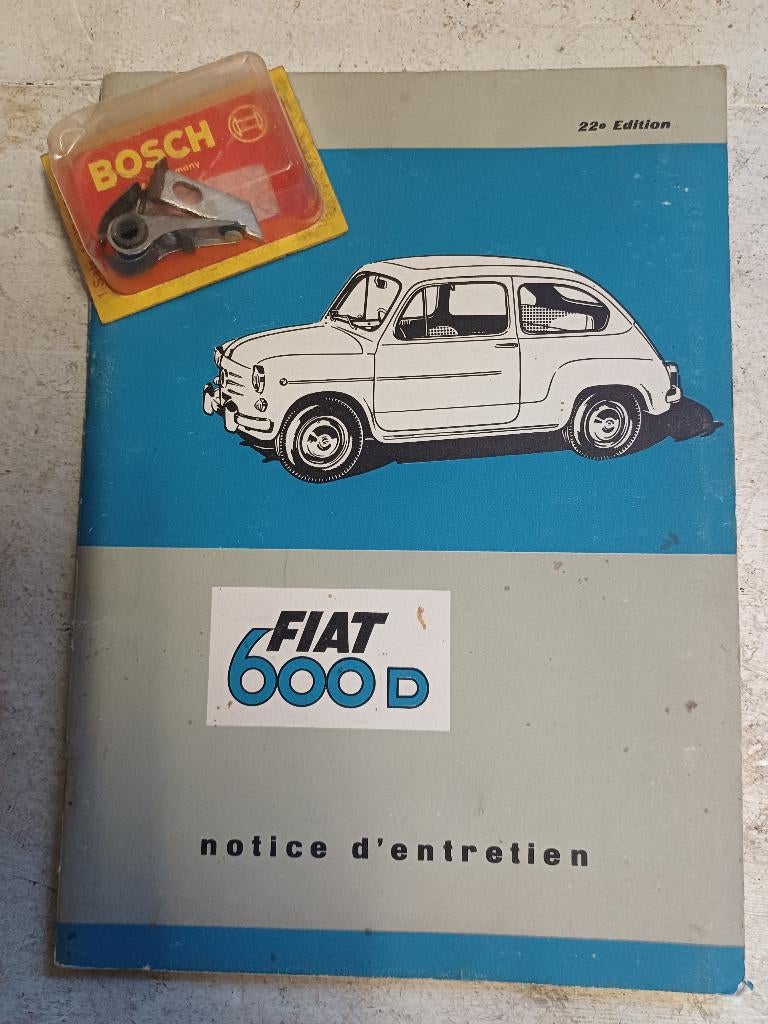 22e Edition
BOSCH
FIAT
600 D
notice d'entretien